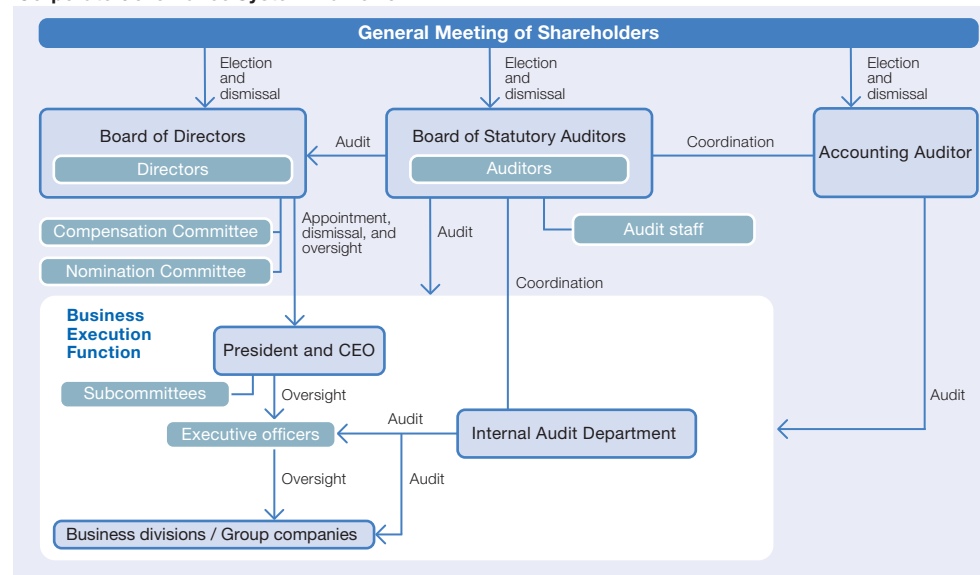 General Meeting of Shareholders
Election
and
dismissal
Election
and
dismissal
Election
and
dismissal
Board of Directors
Directors
Audit
Board of Statutory Auditors
Auditors
Coordination
Accounting Auditor
Compensation Committee
Nomination Committee
Appointment,
dismissal, and
oversight
Audit
Audit staff
Coordination
Business
Execution
Function
President and CEO
Subcommittees
Oversight
Executive officers
Audit
Internal Audit Department
Audit
Oversight
Audit
Business divisions / Group companies